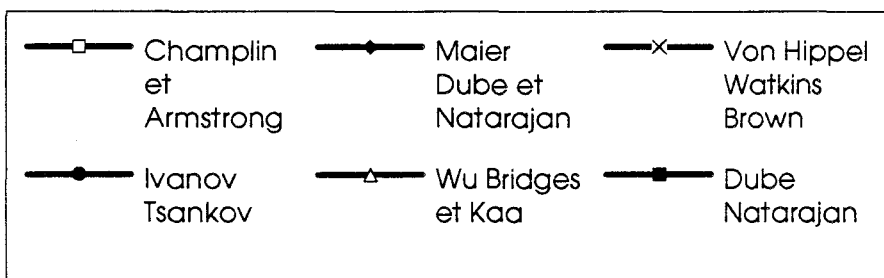 Champlin
et
Armstrong
Maier
Dube et
Natarajan
Von Hippel
Watkins
Brown
Ivanov
Tsankov
Wu Bridges
et Kaa
Dube
Natarajan